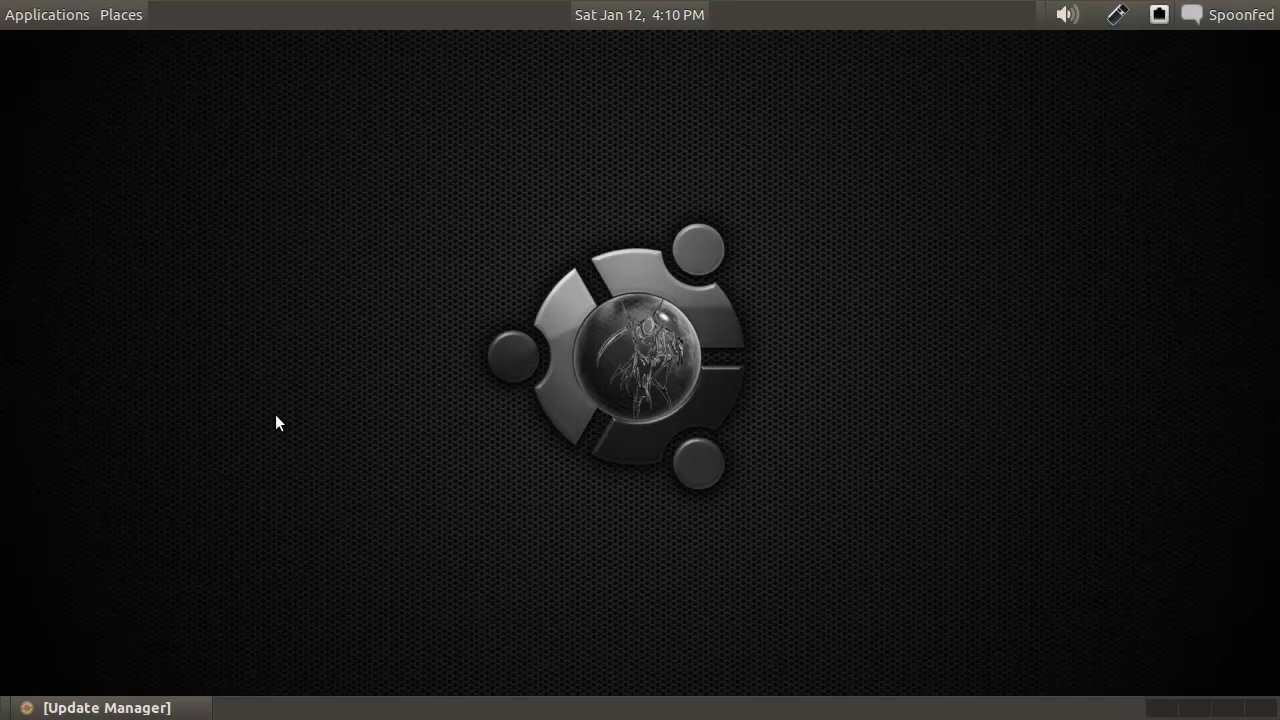 Applications Places Sat Jan 12, 4:10 PM Spoonfed
[Update Manager]